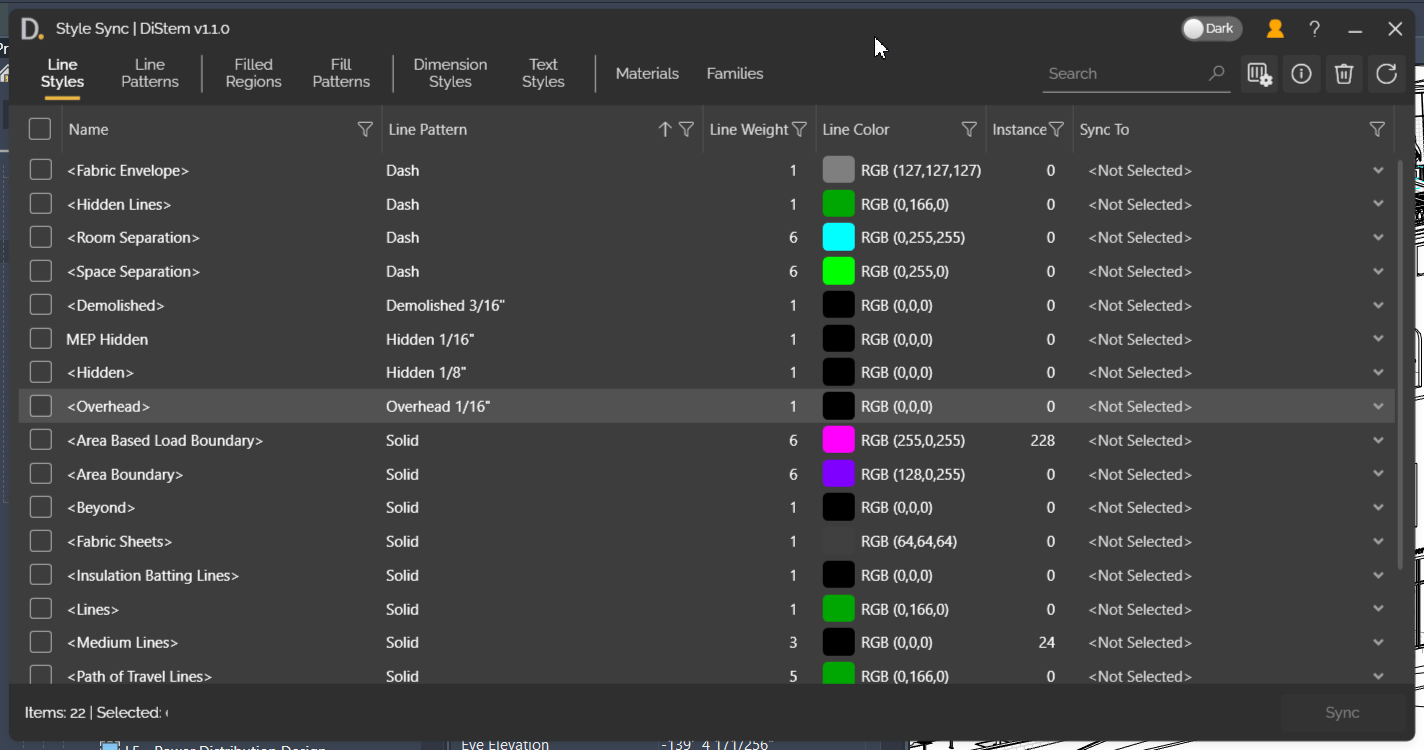 D. Style Sync | DiStem v1.1.0 Dark ?
Line Styles Line Patterns Filled Regions Fill Patterns Dimension Styles Text Styles Materials Families Search
Name Line Pattern Line Weight Line Color Instance Sync To
<Fabric Envelope> Dash 1 RGB (127,127,127) 0 <Not Selected>
<Hidden Lines> Dash 1 RGB (0,166,0) 0 <Not Selected>
<Room Separation> Dash 6 RGB (0,255,255) 0 <Not Selected>
<Space Separation> Dash 6 RGB (0,255,0) 0 <Not Selected>
<Demolished> Demolished 3/16" 1 RGB (0,0,0) 0 <Not Selected>
MEP Hidden Hidden 1/16" 1 RGB (0,0,0) 0 <Not Selected>
<Hidden> Hidden 1/8" 1 RGB (0,0,0) 0 <Not Selected>
<Overhead> Overhead 1/16" 1 RGB (0,0,0) 0 <Not Selected>
<Area Based Load Boundary> Solid 6 RGB (255,0,255) 228 <Not Selected>
<Area Boundary> Solid 6 RGB (128,0,255) 0 <Not Selected>
<Beyond> Solid 1 RGB (0,0,0) 0 <Not Selected>
<Fabric Sheets> Solid 1 RGB (64,64,64) 0 <Not Selected>
<Insulation Batting Lines> Solid 1 RGB (0,0,0) 0 <Not Selected>
<Lines> Solid 1 RGB (0,166,0) 0 <Not Selected>
<Medium Lines> Solid 3 RGB (0,0,0) 24 <Not Selected>
<Path of Travel Lines> Solid 5 RGB (0,166,0) 0 <Not Selected>
Items: 22 | Selected: Sync
Power Distribution Design Eye Elevation -139' 4 171/256"